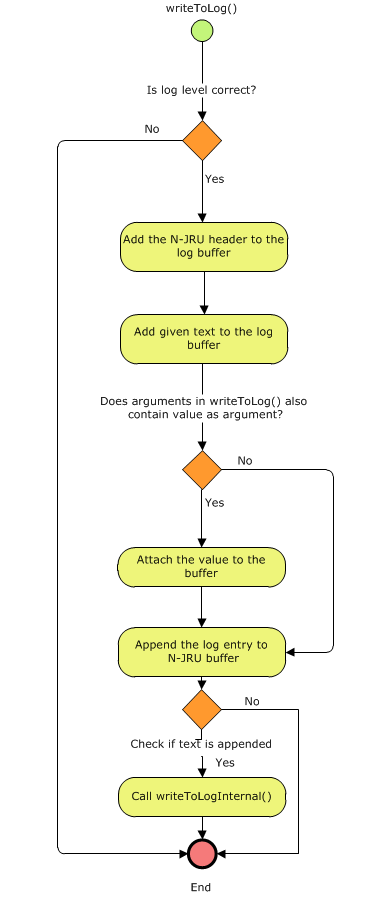 writeToLog()
Is log level correct?
No
Yes
Add the N-JRU header to the
log buffer
Add given text to the log
buffer
Does arguments in writeToLog() also
contain value as argument?
No
Yes
Attach the value to the
buffer
Append the log entry to
N-JRU buffer
No
Check if text is appended
Yes
Call writeToLogInternal()
End